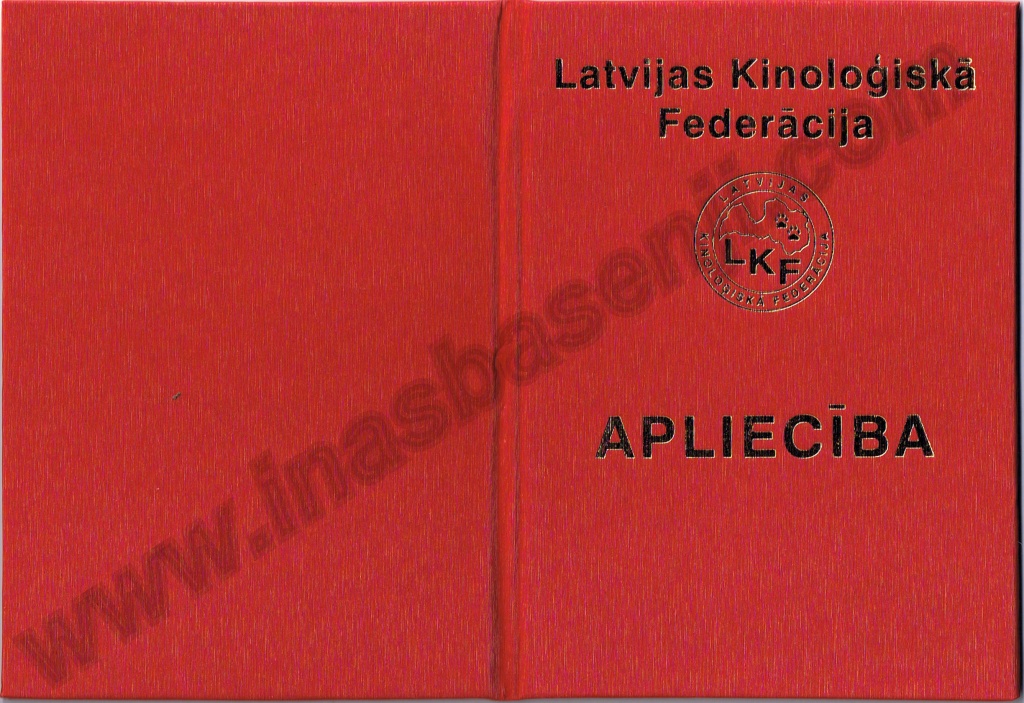 Latvijas Kinoloģiskā
Federācija
LATVIJAS
KINOLOĢISKĀ FEDERĀCIJA
LKF
APLIECĪBA
www.inasbasenji.com